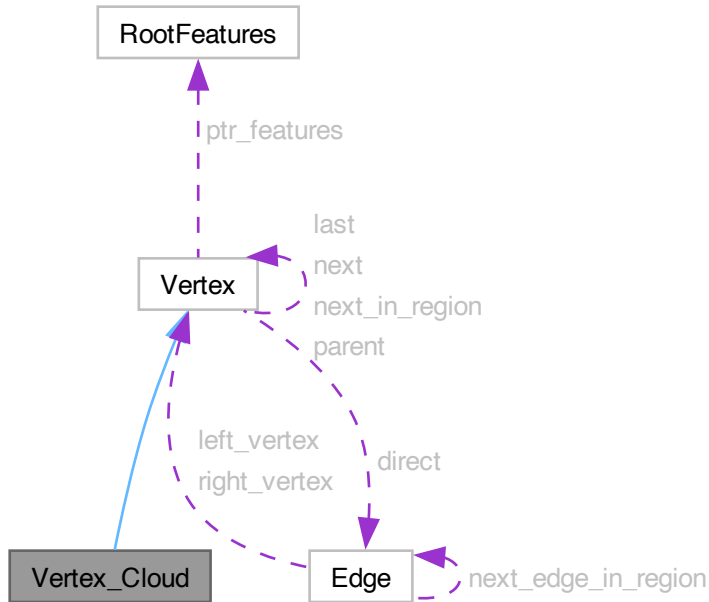 RootFeatures
ptr_features
last
next
next_in_region
parent
Vertex
left_vertex
right_vertex
direct
Vertex_Cloud
Edge
next_edge_in_region